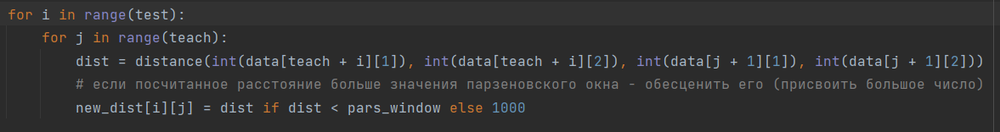 for i in range(test):
    for j in range(teach):
        dist = distance(int(data[teach + i][1]), int(data[teach + i][2]), int(data[j + 1][1]), int(data[j + 1][2]))
        # если посчитанное расстояние больше значения парзеновского окна - обесценить его (присвоить большое число)
        new_dist[i][j] = dist if dist < pars_window else 1000